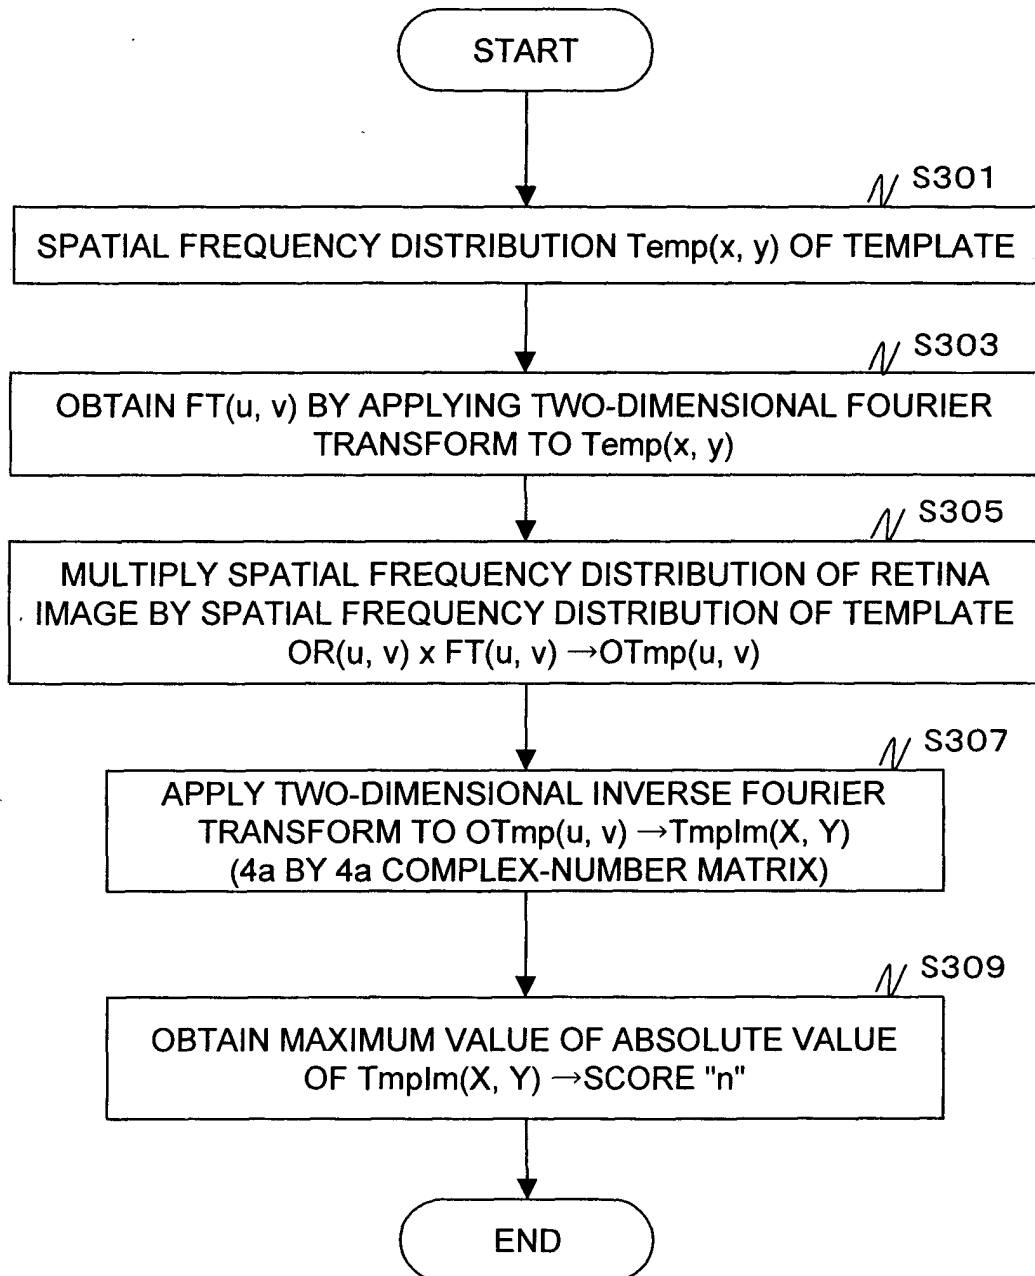 START
S301
SPATIAL FREQUENCY DISTRIBUTION Temp(x, y) OF TEMPLATE
S303
OBTAIN FT(u, v) BY APPLYING TWO-DIMENSIONAL FOURIER
TRANSFORM TO Temp(x, y)
S305
MULTIPLY SPATIAL FREQUENCY DISTRIBUTION OF RETINA
IMAGE BY SPATIAL FREQUENCY DISTRIBUTION OF TEMPLATE
OR(u, v) x FT(u, v) →OTmp(u, v)
S307
APPLY TWO-DIMENSIONAL INVERSE FOURIER
TRANSFORM TO OTmp(u, v) →TmpIm(X, Y)
(4a BY 4a COMPLEX-NUMBER MATRIX)
S309
OBTAIN MAXIMUM VALUE OF ABSOLUTE VALUE
OF TmpIm(X, Y) →SCORE "n"
END